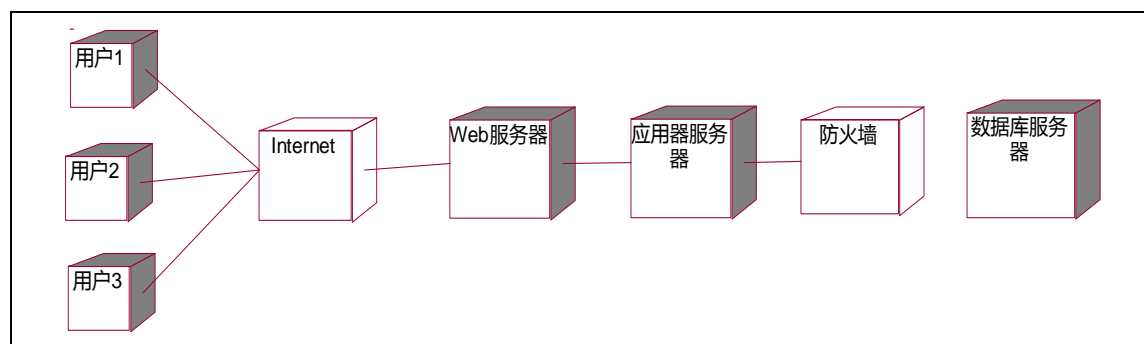 用户1
用户2
用户3
Internet
Web服务器
应用器服务
器
防火墙
数据库服务
器